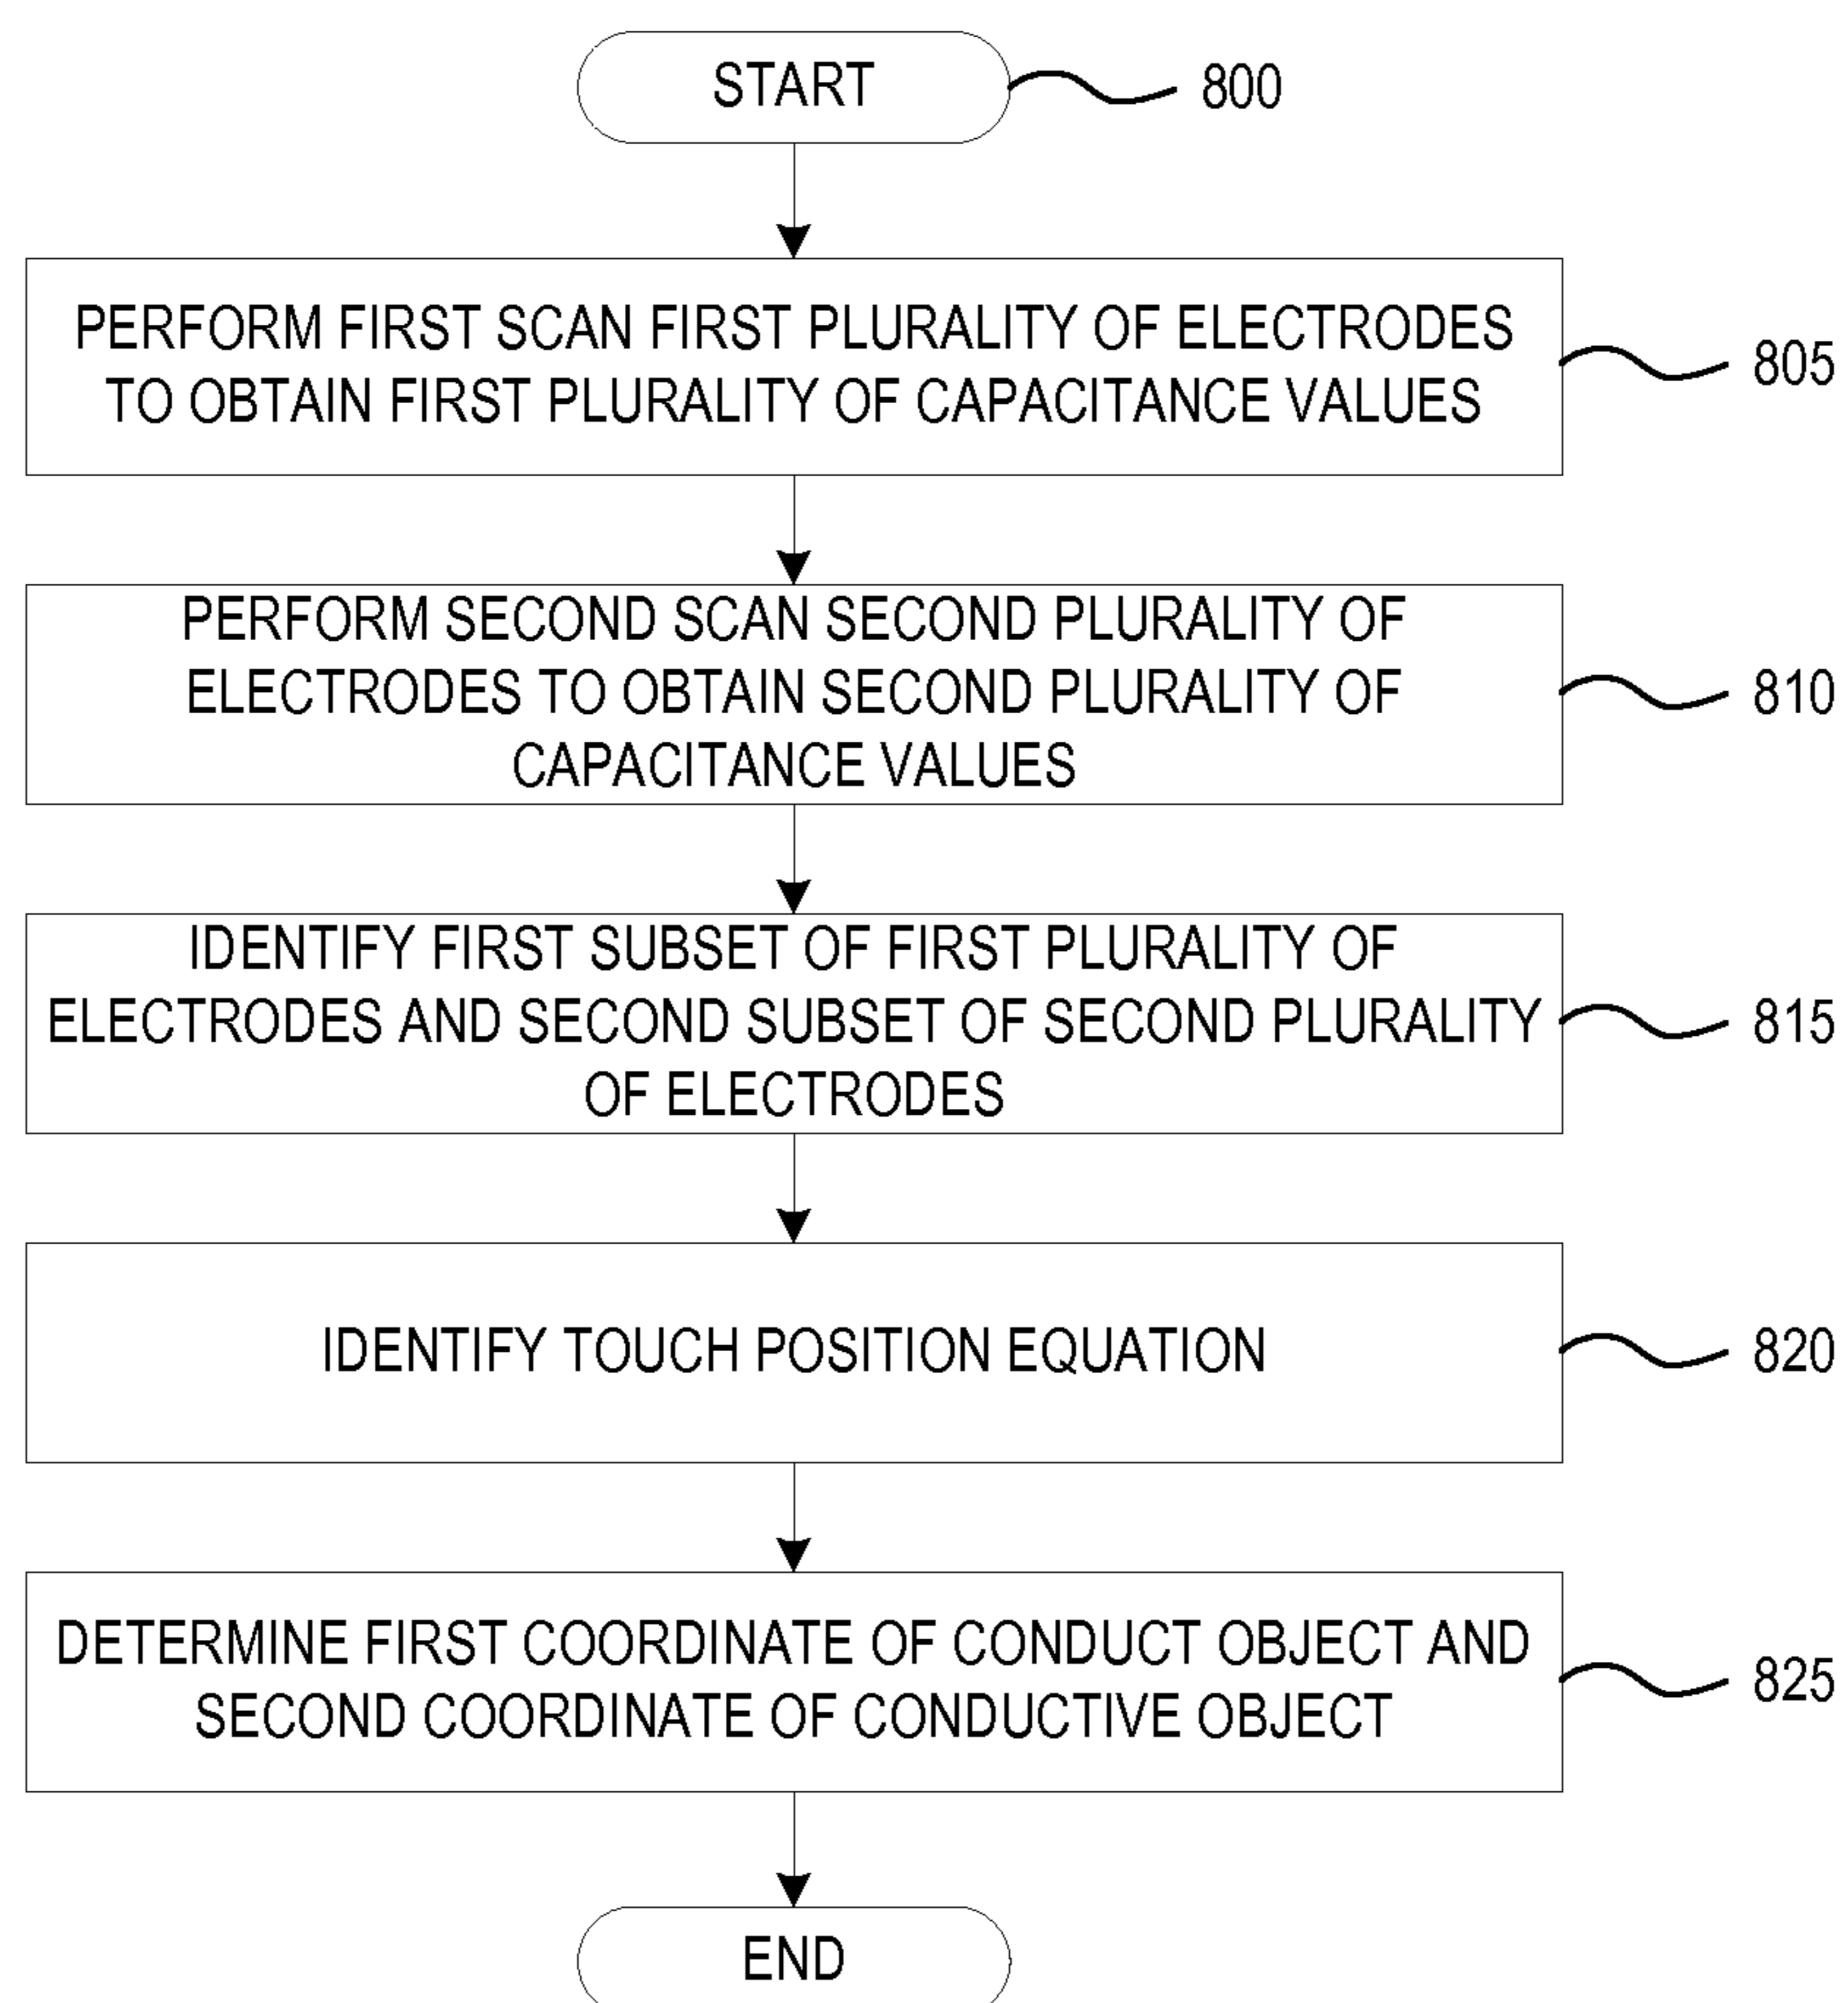 START
800
PERFORM FIRST SCAN FIRST PLURALITY OF ELECTRODES
TO OBTAIN FIRST PLURALITY OF CAPACITANCE VALUES
805
PERFORM SECOND SCAN SECOND PLURALITY OF
ELECTRODES TO OBTAIN SECOND PLURALITY OF
CAPACITANCE VALUES
810
IDENTIFY FIRST SUBSET OF FIRST PLURALITY OF
ELECTRODES AND SECOND SUBSET OF SECOND PLURALITY
OF ELECTRODES
815
IDENTIFY TOUCH POSITION EQUATION
820
DETERMINE FIRST COORDINATE OF CONDUCT OBJECT AND
SECOND COORDINATE OF CONDUCTIVE OBJECT
825
END